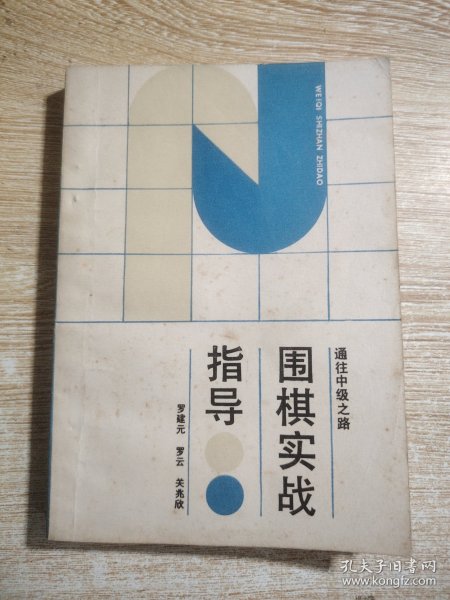 WEIQI SHIZHAN ZHIDAO
通往中级之路
围棋实战
指导
罗建元 罗云 关兆欣
孔夫子旧书网
www.kongfz.com